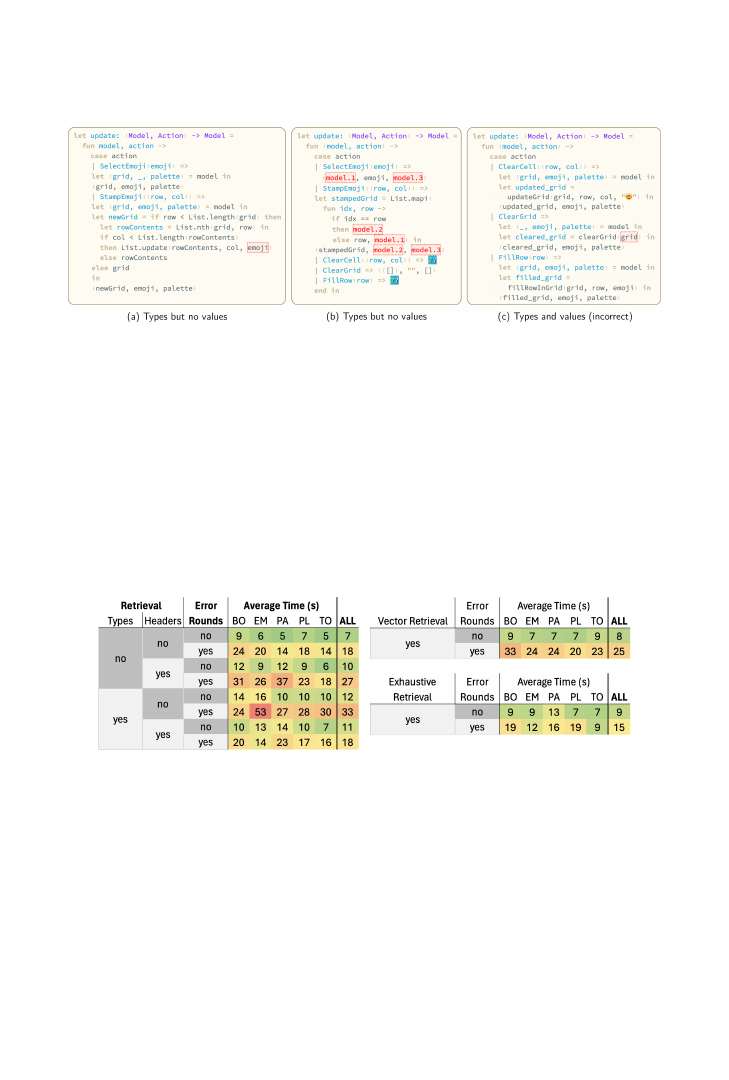 let update: (Model, Action) -> Model =
fun model, action ->
case action
| SelectEmoji(emoji) =>
let (grid, _, palette) = model in
(grid, emoji, palette)
| StampEmoji(row, col) =>
let (grid, emoji, palette) = model in
let newGrid = if row < List.length(grid) then
let rowContents = List.nth(grid, row) in
if col < List.length(rowContents)
then List.update(rowContents, col, emoji)
else rowContents
else grid
in
(newGrid, emoji, palette)
(a) Types but no values
let update: (Model, Action) -> Model =
fun (model, action) ->
case action
| SelectEmoji(emoji) =>
(model.1, emoji, model.3)
| StampEmoji((row, col)) =>
let stampedGrid = List.mapi(
fun idx, row ->
if idx == row
then model.2
else row, model.1) in
(stampedGrid, model.2, model.3)
| ClearCell((row, col)) =>
| ClearGrid => ([[]], "", [])
| FillRow(row) =>
end in
(b) Types but no values
let update: (Model, Action) -> Model =
fun (model, action) ->
case action
| ClearCell((row, col)) =>
let (grid, emoji, palette) = model in
let updated_grid =
updateGrid(grid, row, col, "😊") in
(updated_grid, emoji, palette)
| ClearGrid =>
let (_, emoji, palette) = model in
let cleared_grid = clearGrid(grid) in
(cleared_grid, emoji, palette)
| FillRow(row) =>
let (grid, emoji, palette) = model in
let filled_grid =
fillRowInGrid(grid, row, emoji) in
(filled_grid, emoji, palette)
(c) Types and values (incorrect)
Retrieval Error Average Time (s)
Types Headers Rounds BO EM PA PL TO ALL
no no no 9 6 5 7 5 7
yes 24 20 14 18 14 18
yes no 12 9 12 9 6 10
yes 31 26 37 23 18 27
yes no no 14 16 10 10 10 12
yes 24 53 27 28 30 33
yes no 10 13 14 10 7 11
yes 20 14 23 17 16 18
Error Average Time (s)
Vector Retrieval Rounds BO EM PA PL TO ALL
yes no 9 7 7 7 9 8
yes 33 24 24 20 23 25
Exhaustive Error Average Time (s)
Retrieval Rounds BO EM PA PL TO ALL
yes no 9 9 13 7 7 9
yes 19 12 16 19 9 15